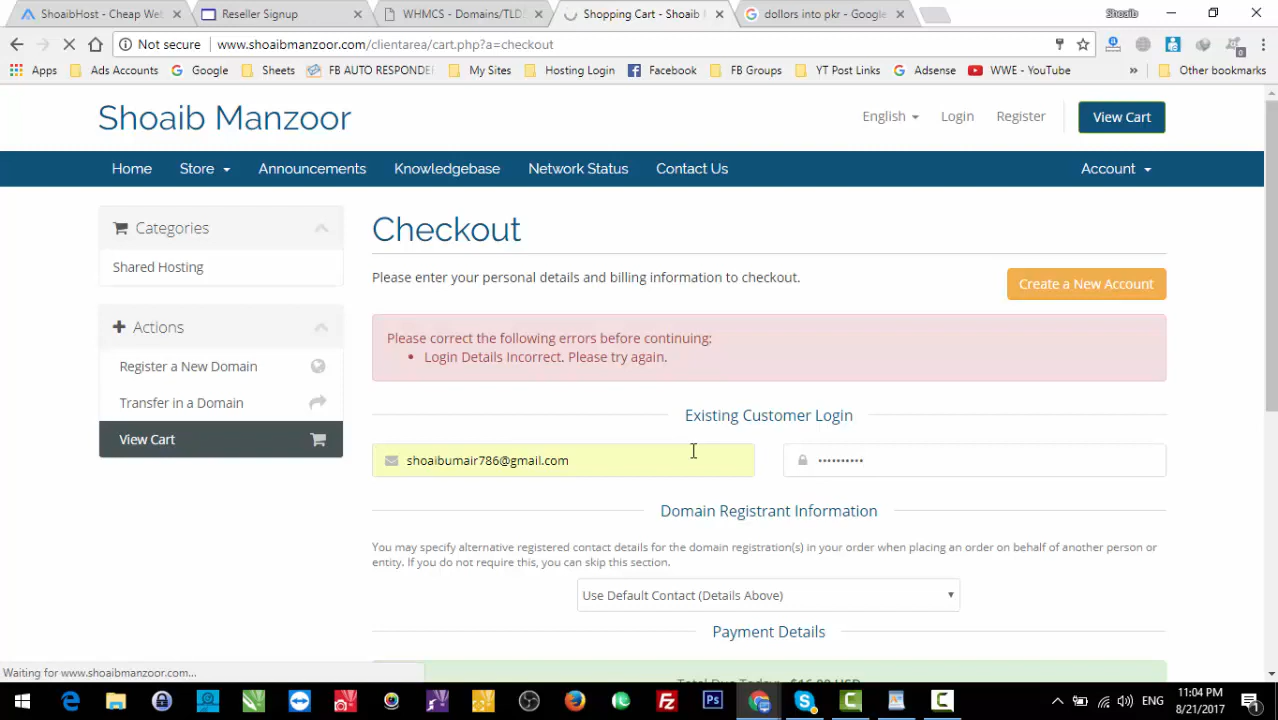 ShoaibHost - Cheap Web
Reseller Signup
WHMCS - Domains/TLD
Shopping Cart - Shoaib
dollors into pkr - Google
Shoaib
Not secure
www.shoaibmanzoor.com/clientarea/cart.php?a=checkout
Apps
Ads Accounts
Google
Sheets
FB AUTO RESPONDER
My Sites
Hosting Login
Facebook
FB Groups
YT Post Links
Adsense
WWE - YouTube
»
Other bookmarks
Shoaib Manzoor
English
Login
Register
View Cart
Home
Store
Announcements
Knowledgebase
Network Status
Contact Us
Account
Categories
Shared Hosting
Actions
Register a New Domain
Transfer in a Domain
View Cart
Checkout
Please enter your personal details and billing information to checkout.
Create a New Account
Please correct the following errors before continuing:
• Login Details Incorrect. Please try again.
Existing Customer Login
shoaibumair786@gmail.com
••••••••••
Domain Registrant Information
You may specify alternative registered contact details for the domain registration(s) in your order when placing an order on behalf of another person or
entity. If you do not require this, you can skip this section.
Use Default Contact (Details Above)
Payment Details
Total Due Today:
USD
Waiting for www.shoaibmanzoor.com...
ENG
11:04 PM
8/21/2017